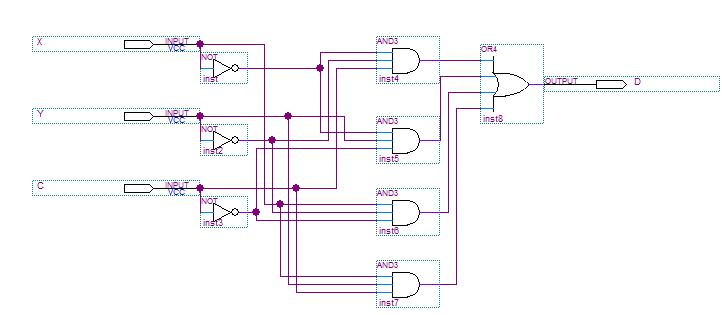 X
INPUT
VCC
NOT
inst
Y
INPUT
VCC
NOT
inst2
C
INPUT
VCC
NOT
inst3
AND3
inst4
AND3
inst5
AND3
inst6
AND3
inst7
OR4
inst8
OUTPUT
D